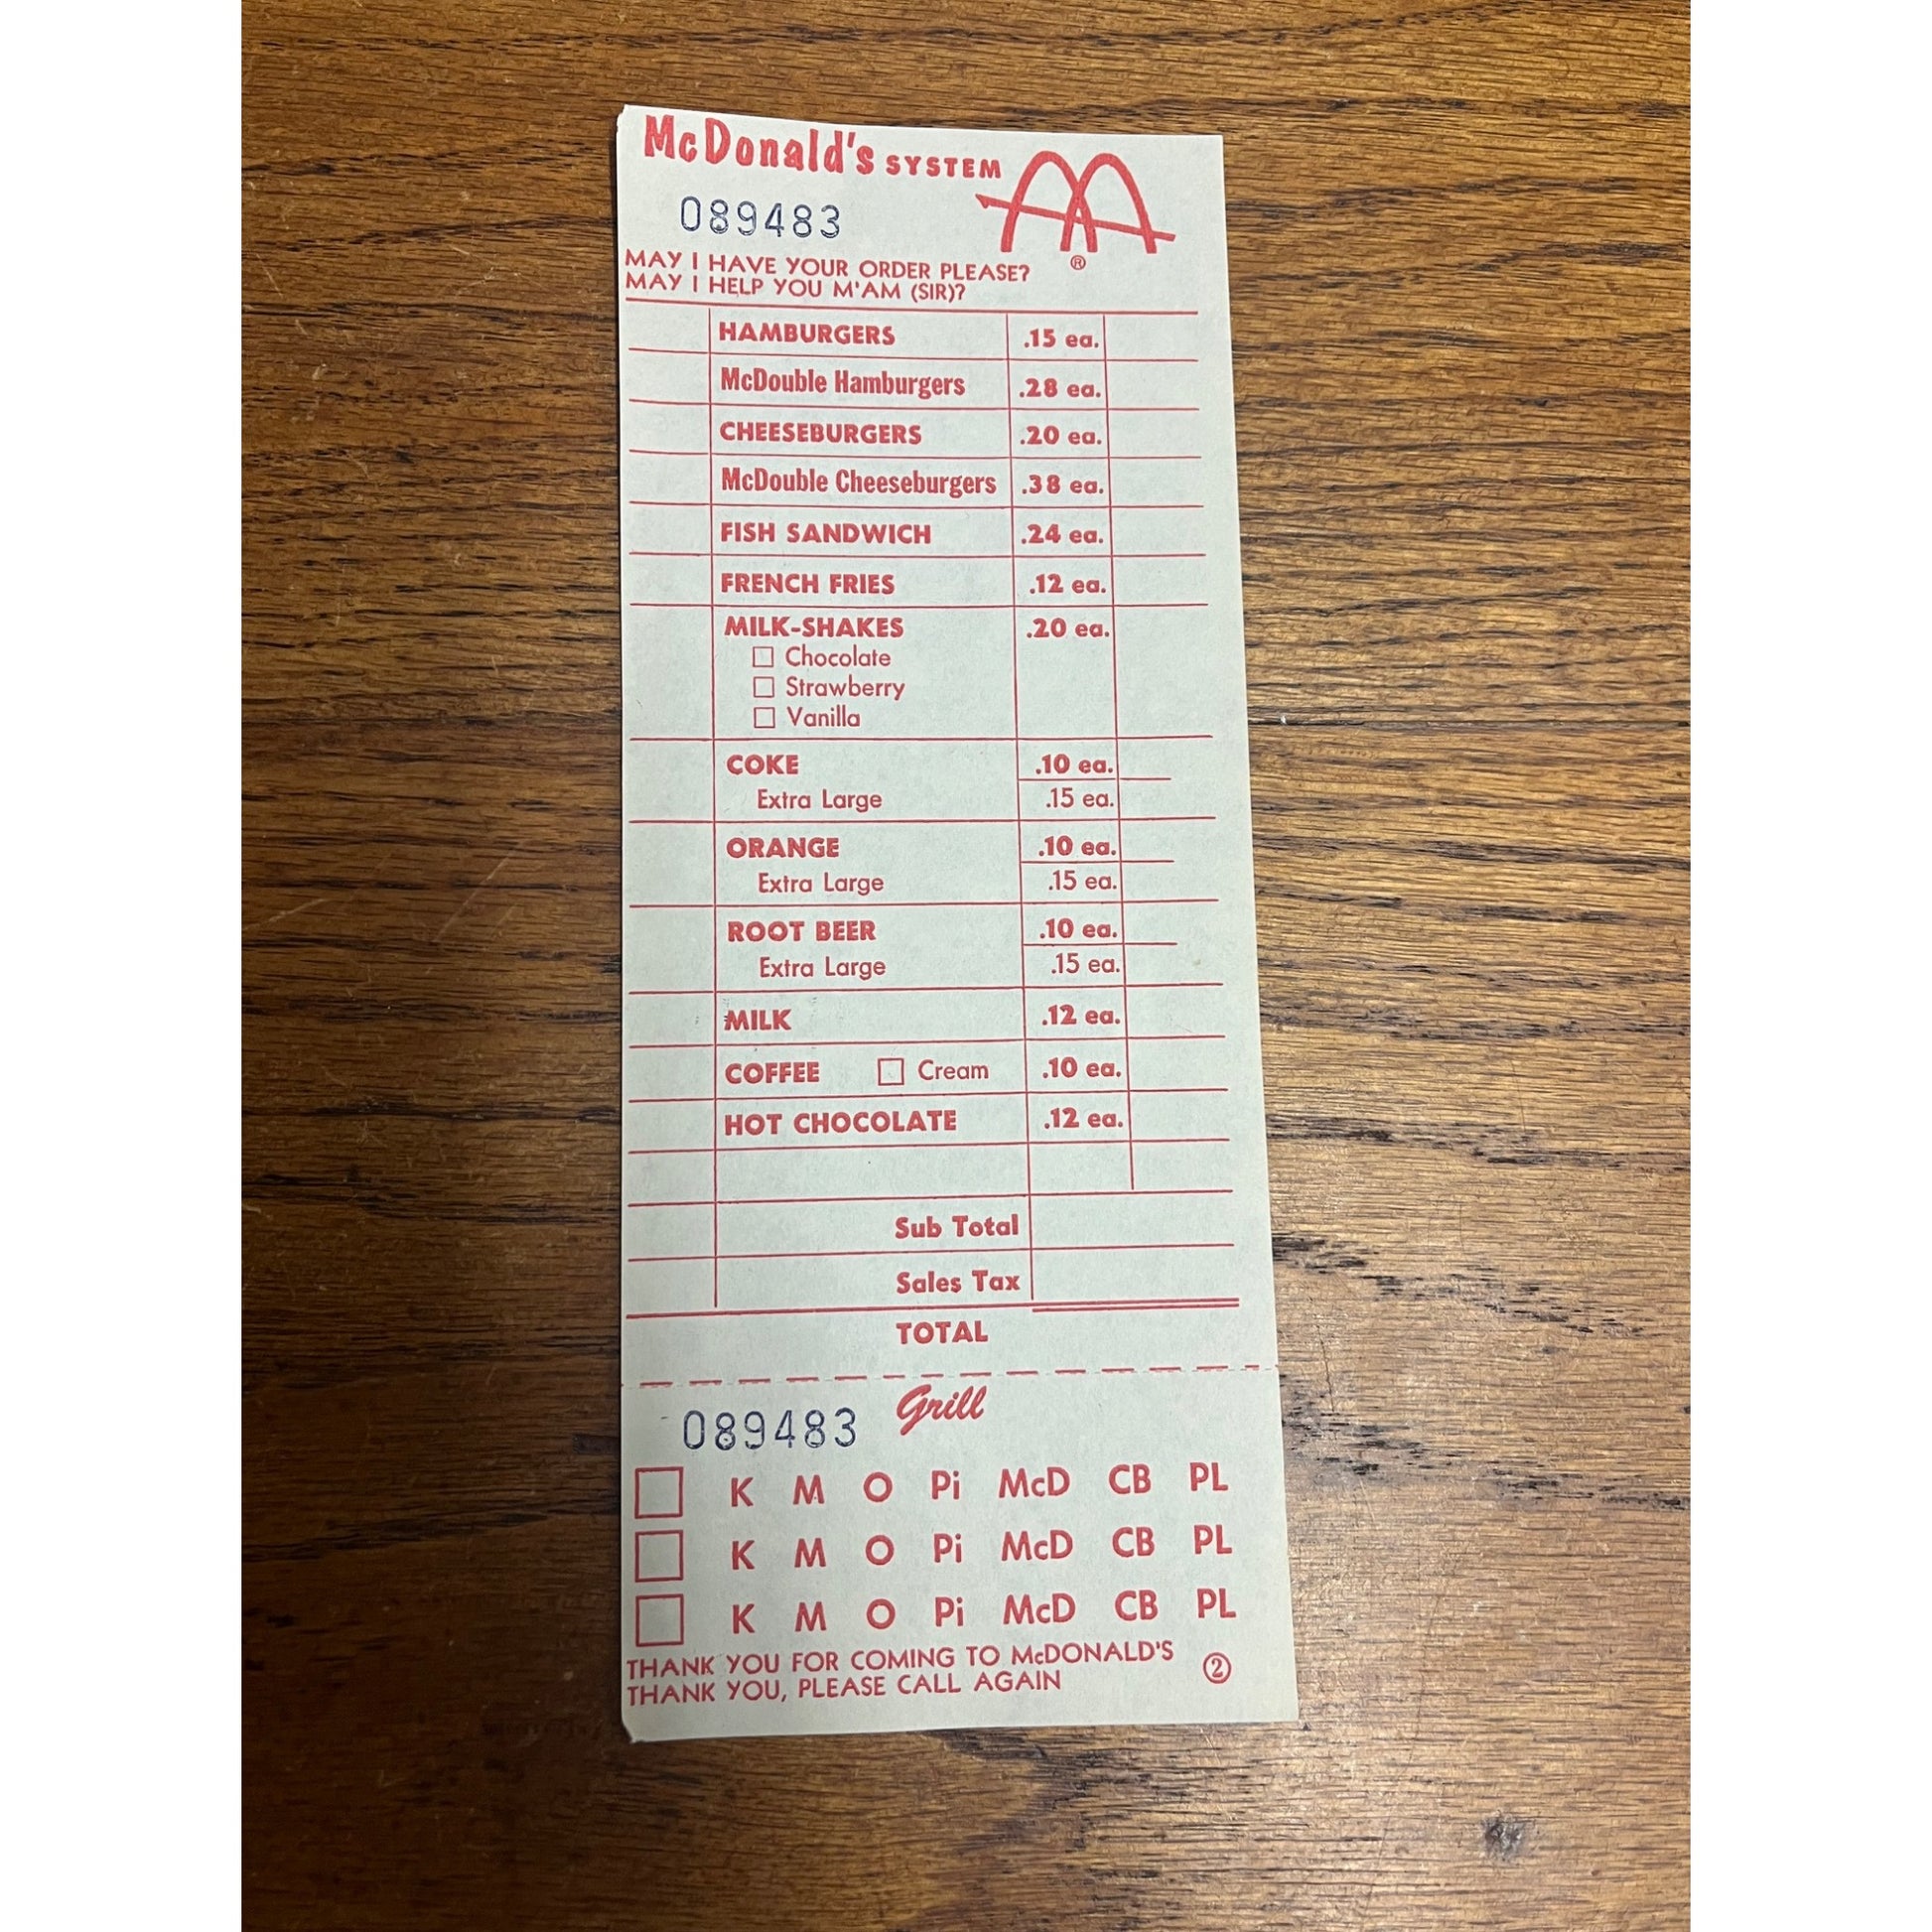 McDonald's SYSTEM
089483
®
MAY I HAVE YOUR ORDER PLEASE?
MAY I HELP YOU M'AM (SIR)?
HAMBURGERS .15 ea.
McDouble Hamburgers .28 ea.
CHEESEBURGERS .20 ea.
McDouble Cheeseburgers .38 ea.
FISH SANDWICH .24 ea.
FRENCH FRIES .12 ea.
MILK-SHAKES .20 ea.
Chocolate
Strawberry
Vanilla
COKE .10 ea.
Extra Large .15 ea.
ORANGE .10 ea.
Extra Large .15 ea.
ROOT BEER .10 ea.
Extra Large .15 ea.
MILK .12 ea.
COFFEE Cream .10 ea.
HOT CHOCOLATE .12 ea.
Sub Total
Sales Tax
TOTAL
089483 Grill
K M O Pi McD CB PL
K M O Pi McD CB PL
K M O Pi McD CB PL
THANK YOU FOR COMING TO McDONALD'S
THANK YOU, PLEASE CALL AGAIN ②